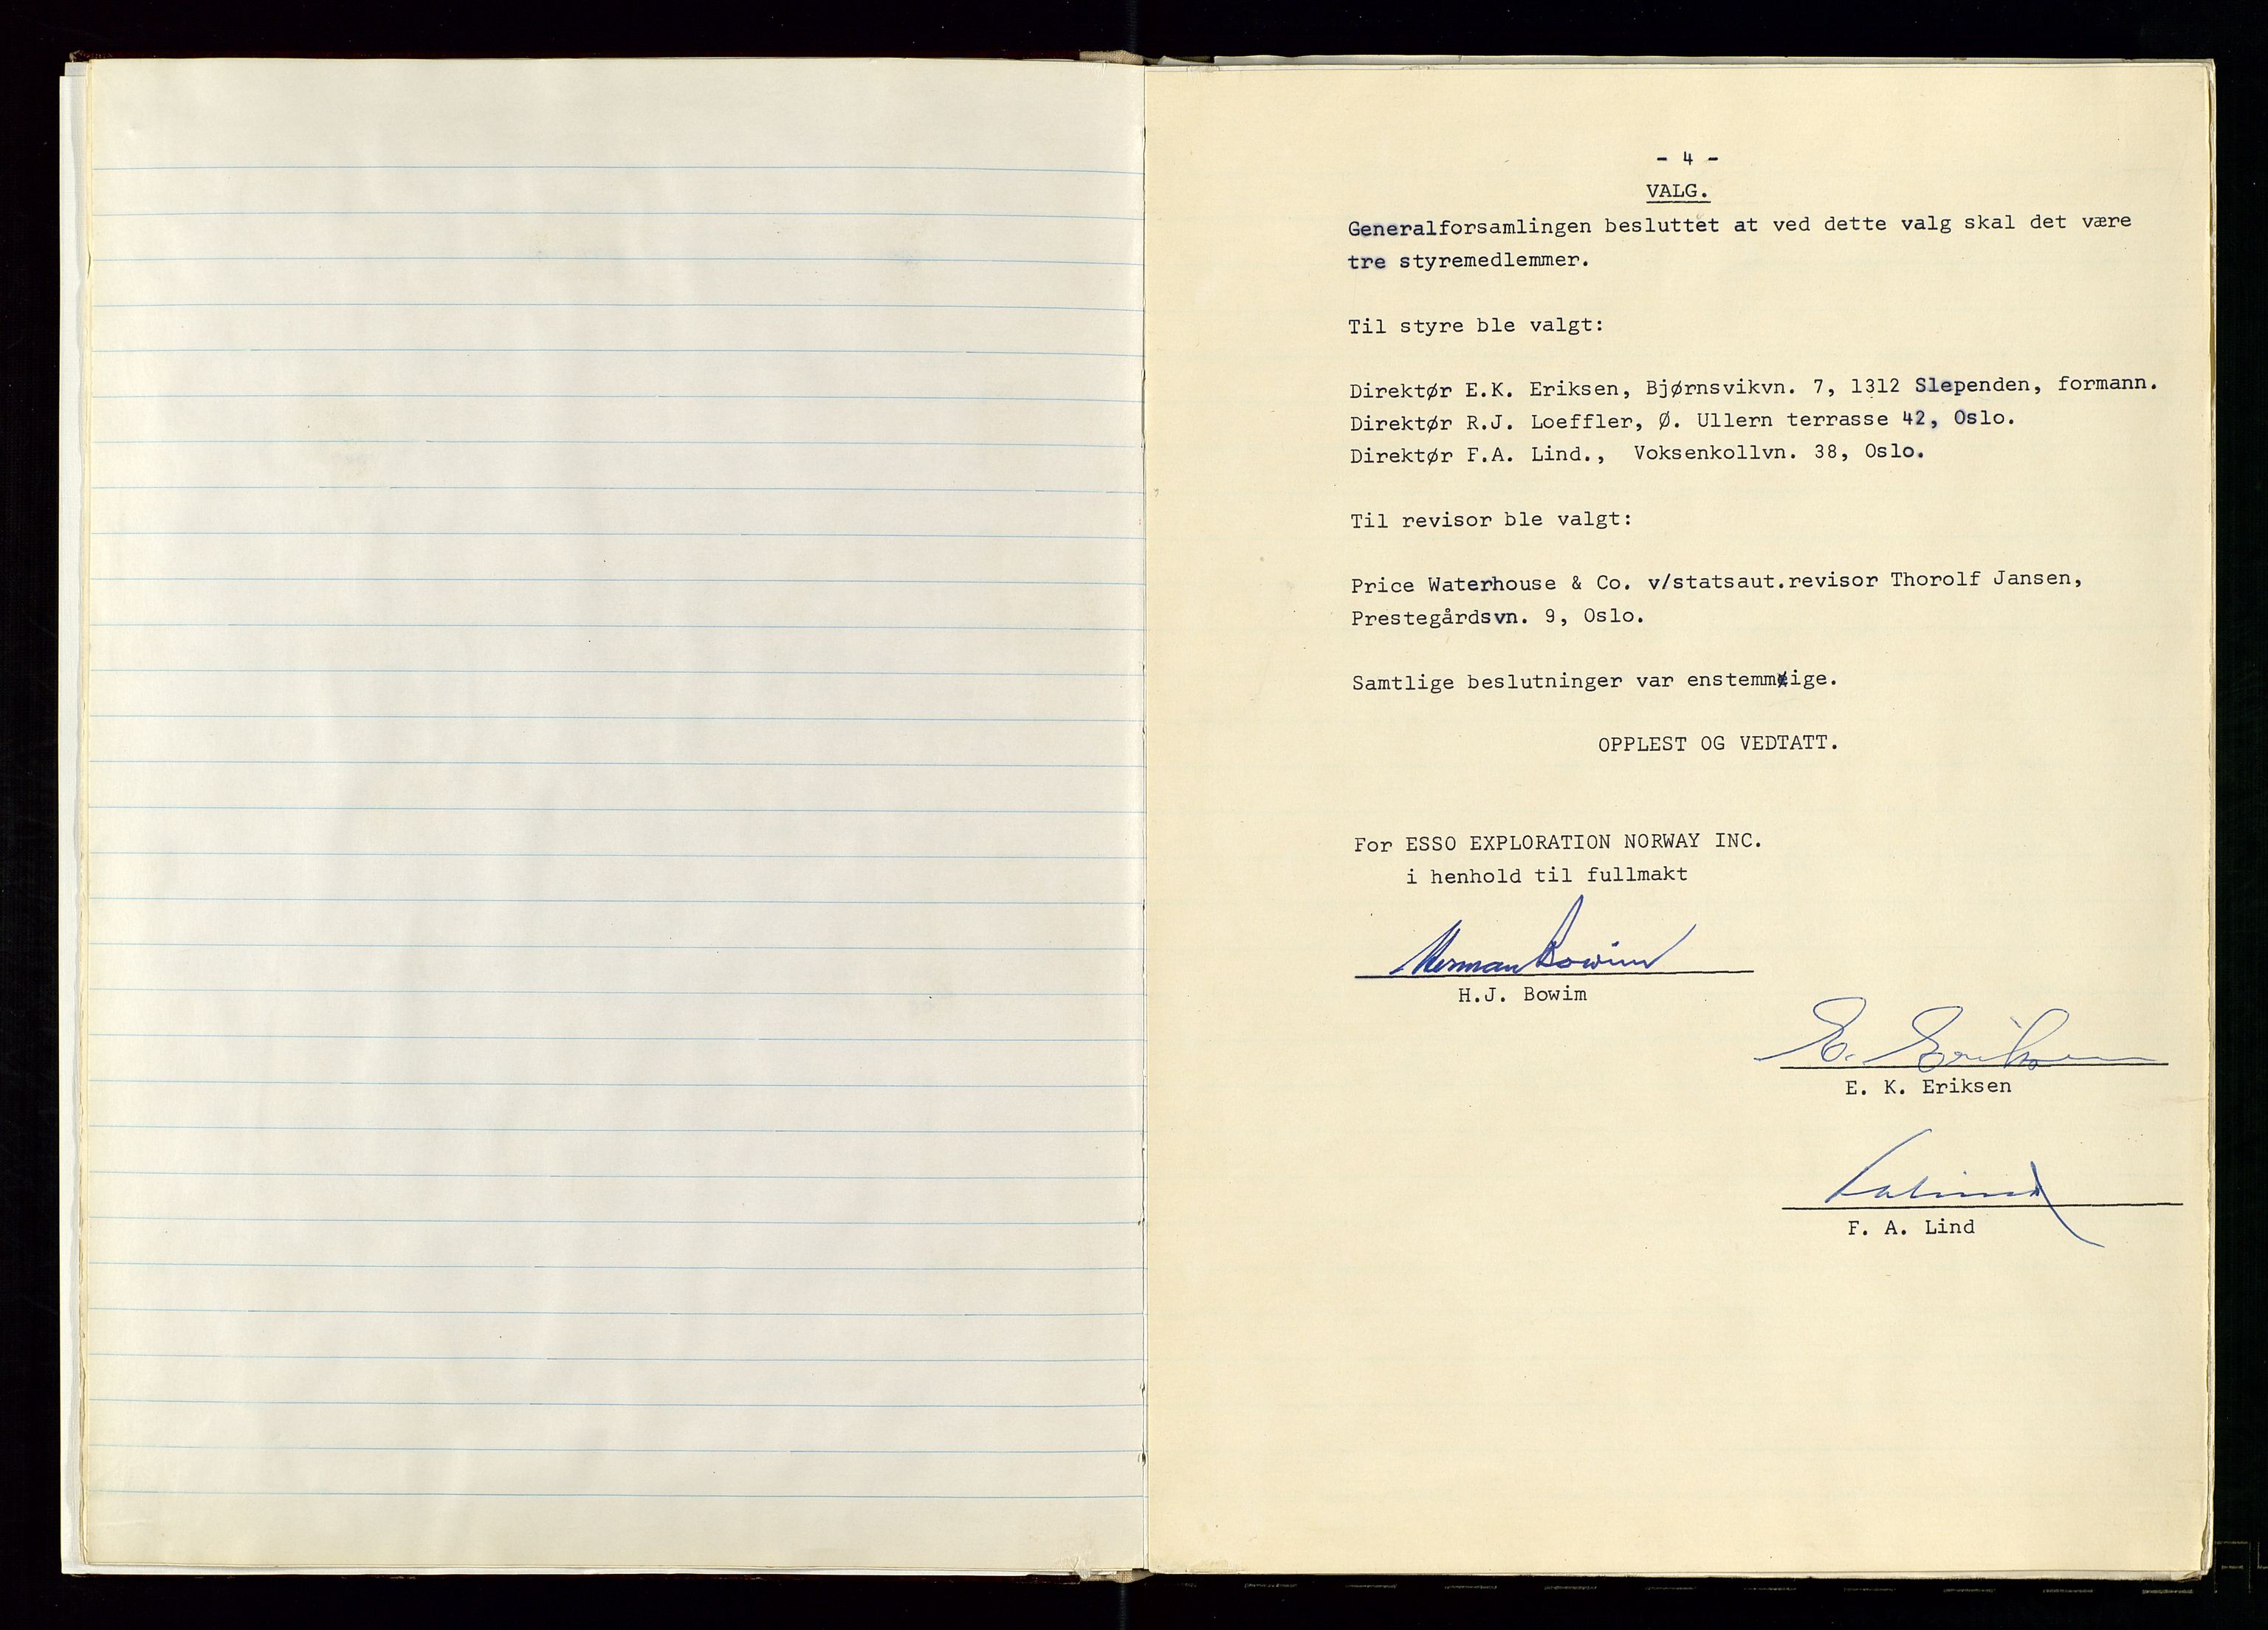 - 4 -
VALG.
Generalforsamlingen besluttet at ved dette valg skal det være
tre styremedlemmer.
Til styre ble valgt:
Direktør E.K. Eriksen, Bjørnsvikvn. 7, 1312 Slependen, formann.
Direktør R.J. Loeffler, Ø. Ullern terrasse 42, Oslo.
Direktør F.A. Lind., Voksenkollvn. 38, Oslo.
Til revisor ble valgt:
Price Waterhouse & Co. v/statsaut.revisor Thorolf Jansen,
Prestegårdsvn. 9, Oslo.
Samtlige beslutninger var enstemmige.
OPPLEST OG VEDTATT.
For ESSO EXPLORATION NORWAY INC.
i henhold til fullmakt
Herman Bowim
H.J. Bowim
E. Eriksen
E. K. Eriksen
F. A. Lind